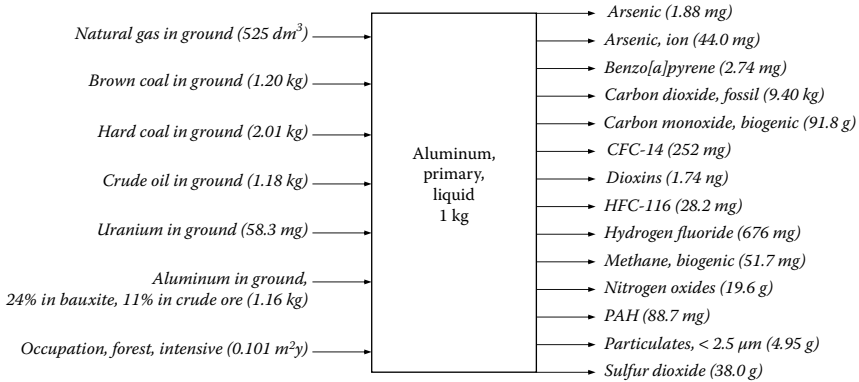 Natural gas in ground (525 dm³)
Brown coal in ground (1.20 kg)
Hard coal in ground (2.01 kg)
Crude oil in ground (1.18 kg)
Uranium in ground (58.3 mg)
Aluminum in ground,
24% in bauxite, 11% in crude ore (1.16 kg)
Occupation, forest, intensive (0.101 m²y)
Aluminum,
primary,
liquid
1 kg
Arsenic (1.88 mg)
Arsenic, ion (44.0 mg)
Benzo[a]pyrene (2.74 mg)
Carbon dioxide, fossil (9.40 kg)
Carbon monoxide, biogenic (91.8 g)
CFC-14 (252 mg)
Dioxins (1.74 ng)
HFC-116 (28.2 mg)
Hydrogen fluoride (676 mg)
Methane, biogenic (51.7 mg)
Nitrogen oxides (19.6 g)
PAH (88.7 mg)
Particulates, < 2.5 μm (4.95 g)
Sulfur dioxide (38.0 g)